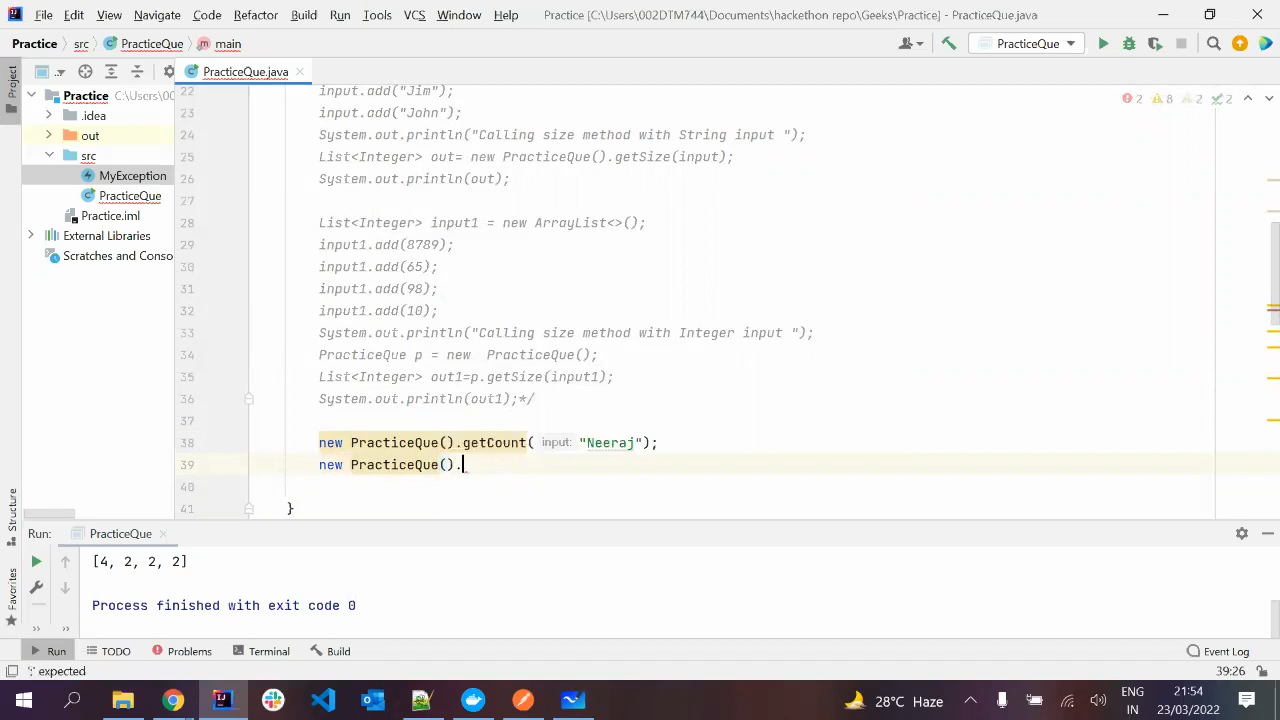 File Edit View Navigate Code Refactor Build Run Tools VCS Window Help Practice [C:\Users\002DTM744\Documents\hackethon repo\Geeks\Practice] - PracticeQue.java
Practice src PracticeQue main PracticeQue
Project PracticeQue.java
Practice C:\Users\00
.idea
out
src
MyException
PracticeQue
Practice.iml
External Libraries
Scratches and Conso
2 8 2 2
22 input.add("Jim");
23 input.add("John");
24 System.out.println("Calling size method with String input ");
25 List<Integer> out= new PracticeQue().getSize(input);
26 System.out.println(out);
27
28 List<Integer> input1 = new ArrayList<>();
29 input1.add(8789);
30 input1.add(65);
31 input1.add(98);
32 input1.add(10);
33 System.out.println("Calling size method with Integer input ");
34 PracticeQue p = new  PracticeQue();
35 List<Integer> out1=p.getSize(input1);
36 System.out.println(out1);*/
37
38 new PracticeQue().getCount( input: "Neeraj");
39 new PracticeQue().
40
41 }
Structure
Favorites
Run: PracticeQue
[4, 2, 2, 2]
Process finished with exit code 0
Run TODO Problems Terminal Build Event Log
';' expected 39:26
28°C Haze ENG IN 21:54 23/03/2022